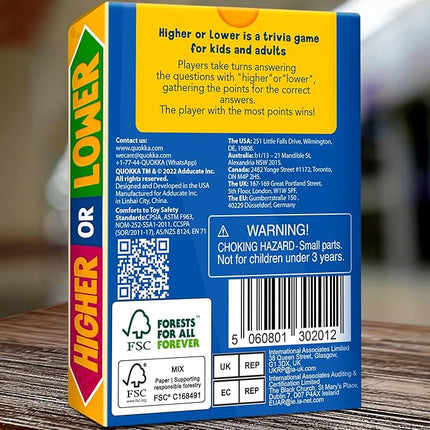 HIGHER OR LOWER
Higher or Lower is a trivia game
for kids and adults
Players take turns answering
the questions with "higher"or"lower",
gathering the points for the correct
answers.
The player with the most points wins!
Contact us:
www.quokka.com
wecare@quokka.com
+1-77-44-QUOKKA (WhatsApp)
QUOKKA TM & © 2022 Adducate Inc.
All rights reserved.
Designed and Developed in the USA
Manufactured for Adducate Inc.
in Linhai City, China.
Comforts to Toy Safety
Standards:CPSIA, ASTM F963,
NOM-252-SSA1-2011, CCSPA
(SOR/2011-17), AS/NZS 8124, EN 71
The USA: 251 Little Falls Drive, Wilmington,
DE, 19808.
Australia: b1/13 – 21 Mandible St,
Alexandria NSW 2015.
Canada: 2482 Yonge Street #1172, Toronto,
ON M4P 2H5.
The UK: 167-169 Great Portland Street,
5th Floor, London, W1W 5PF.
The EU: Gumbertstraße 150 ,
40229 Düsseldorf, Germany
WARNING!
CHOKING HAZARD-Small parts.
Not for children under 3 years.
FSC
FORESTS
FOR ALL
FOREVER
™
FSC
www.fsc.org
MIX
Paper | Supporting
responsible forestry
FSC® C168491
5 060801 302012
UK REP
International Associates Limited
38 Queen Street, Glasgow,
G1 3DX, UK
UKRP@ia-uk.com
EC REP
International Associates Auditing &
Certification Limited
The Black Church, St Mary's Place,
Dublin 7, D07 P4AX Ireland
EUAR@ie.ia-net.com